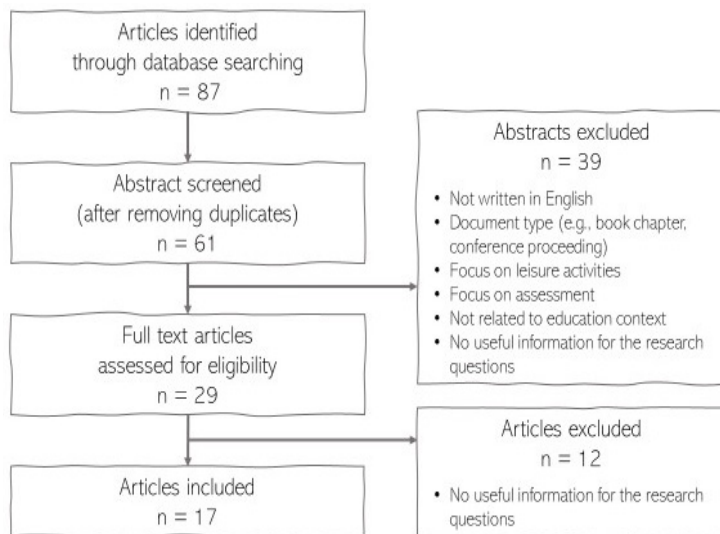 Articles identified
through database searching
n = 87
Abstract screened
(after removing duplicates)
n = 61
Abstracts excluded
n = 39
• Not written in English
• Document type (e.g., book chapter,
conference proceeding)
• Focus on leisure activities
• Focus on assessment
• Not related to education context
• No useful information for the research
questions
Full text articles
assessed for eligibility
n = 29
Articles excluded
n = 12
• No useful information for the research
questions
Articles included
n = 17